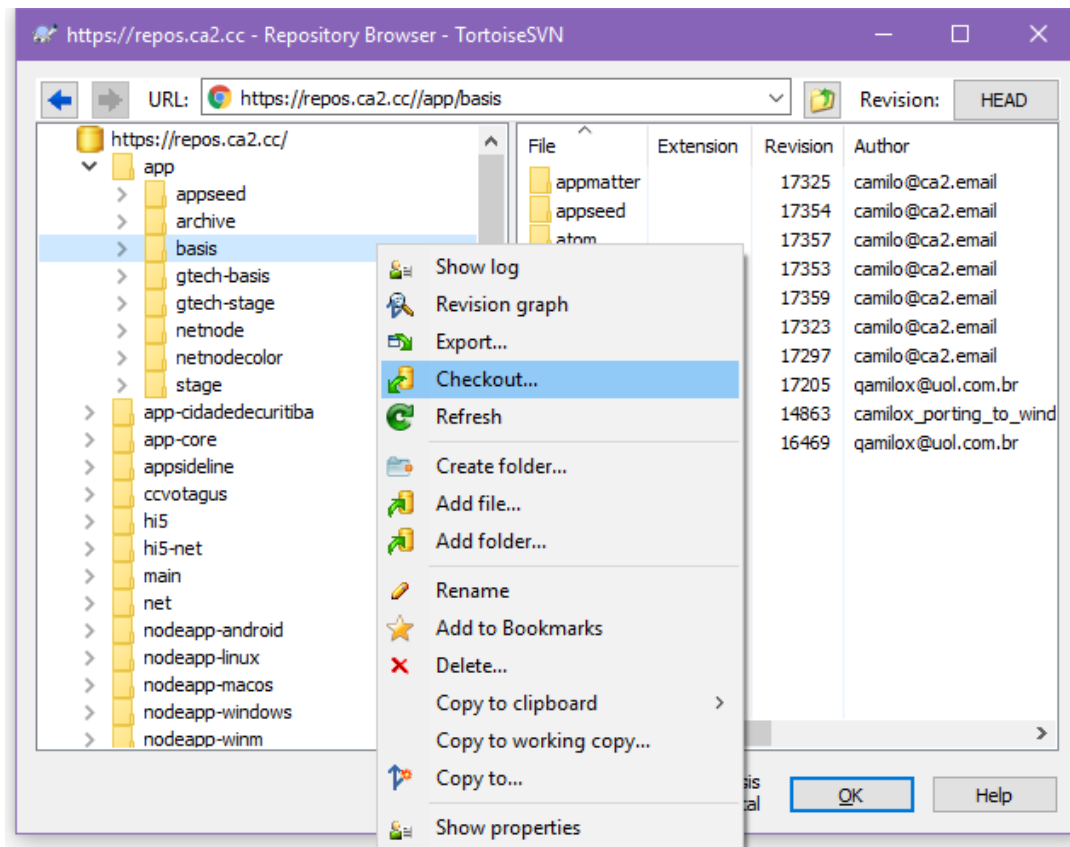 https://repos.ca2.cc - Repository Browser - TortoiseSVN
URL: https://repos.ca2.cc//app/basis Revision: HEAD
https://repos.ca2.cc/
app
appseed
archive
basis
gtech-basis
gtech-stage
netnode
netnodecolor
stage
app-cidadedecuritiba
app-core
appsideline
ccvotagus
hi5
hi5-net
main
net
nodeapp-android
nodeapp-linux
nodeapp-macos
nodeapp-windows
nodeapp-winm
File Extension Revision Author
appmatter 17325 camilo@ca2.email
appseed 17354 camilo@ca2.email
atom 17357 camilo@ca2.email
17353 camilo@ca2.email
17359 camilo@ca2.email
17323 camilo@ca2.email
17297 camilo@ca2.email
17205 qamilox@uol.com.br
14863 camilox_porting_to_wind
16469 qamilox@uol.com.br
Show log
Revision graph
Export...
Checkout...
Refresh
Create folder...
Add file...
Add folder...
Rename
Add to Bookmarks
Delete...
Copy to clipboard
Copy to working copy...
Copy to...
Show properties
OK Help